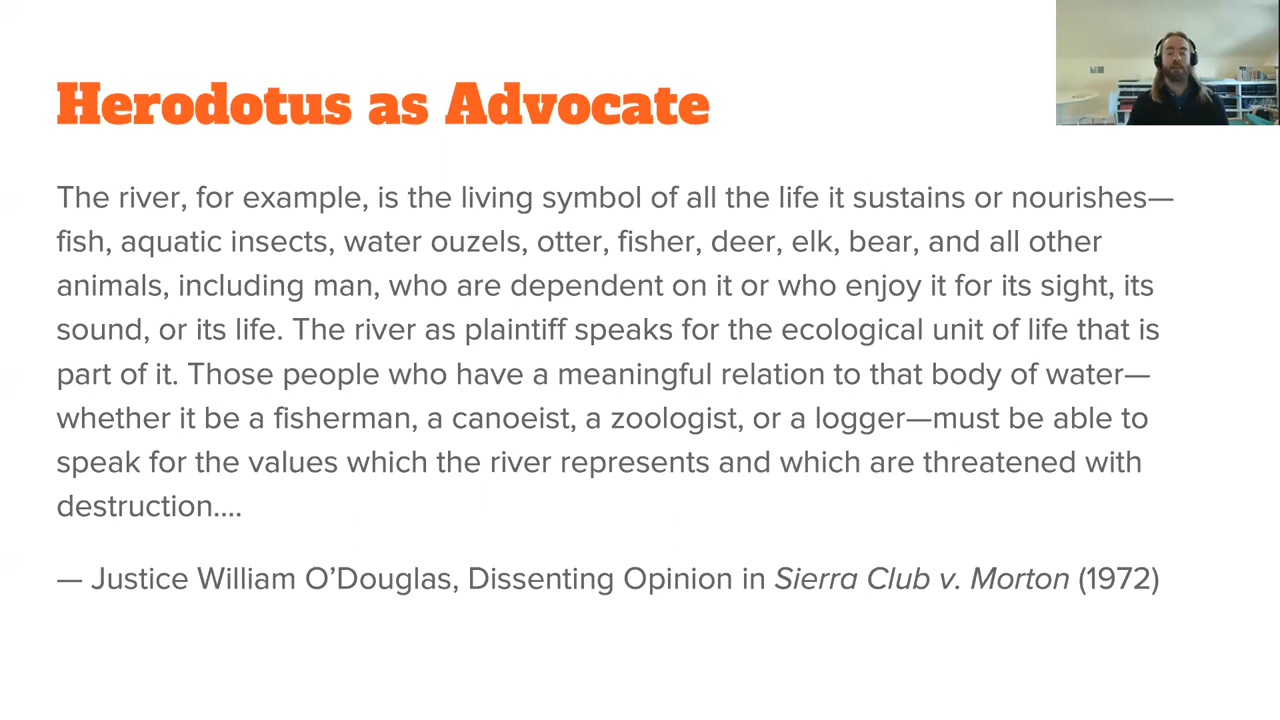 Herodotus as Advocate
The river, for example, is the living symbol of all the life it sustains or nourishes—
fish, aquatic insects, water ouzels, otter, fisher, deer, elk, bear, and all other
animals, including man, who are dependent on it or who enjoy it for its sight, its
sound, or its life. The river as plaintiff speaks for the ecological unit of life that is
part of it. Those people who have a meaningful relation to that body of water—
whether it be a fisherman, a canoeist, a zoologist, or a logger—must be able to
speak for the values which the river represents and which are threatened with
destruction....
— Justice William O’Douglas, Dissenting Opinion in Sierra Club v. Morton (1972)